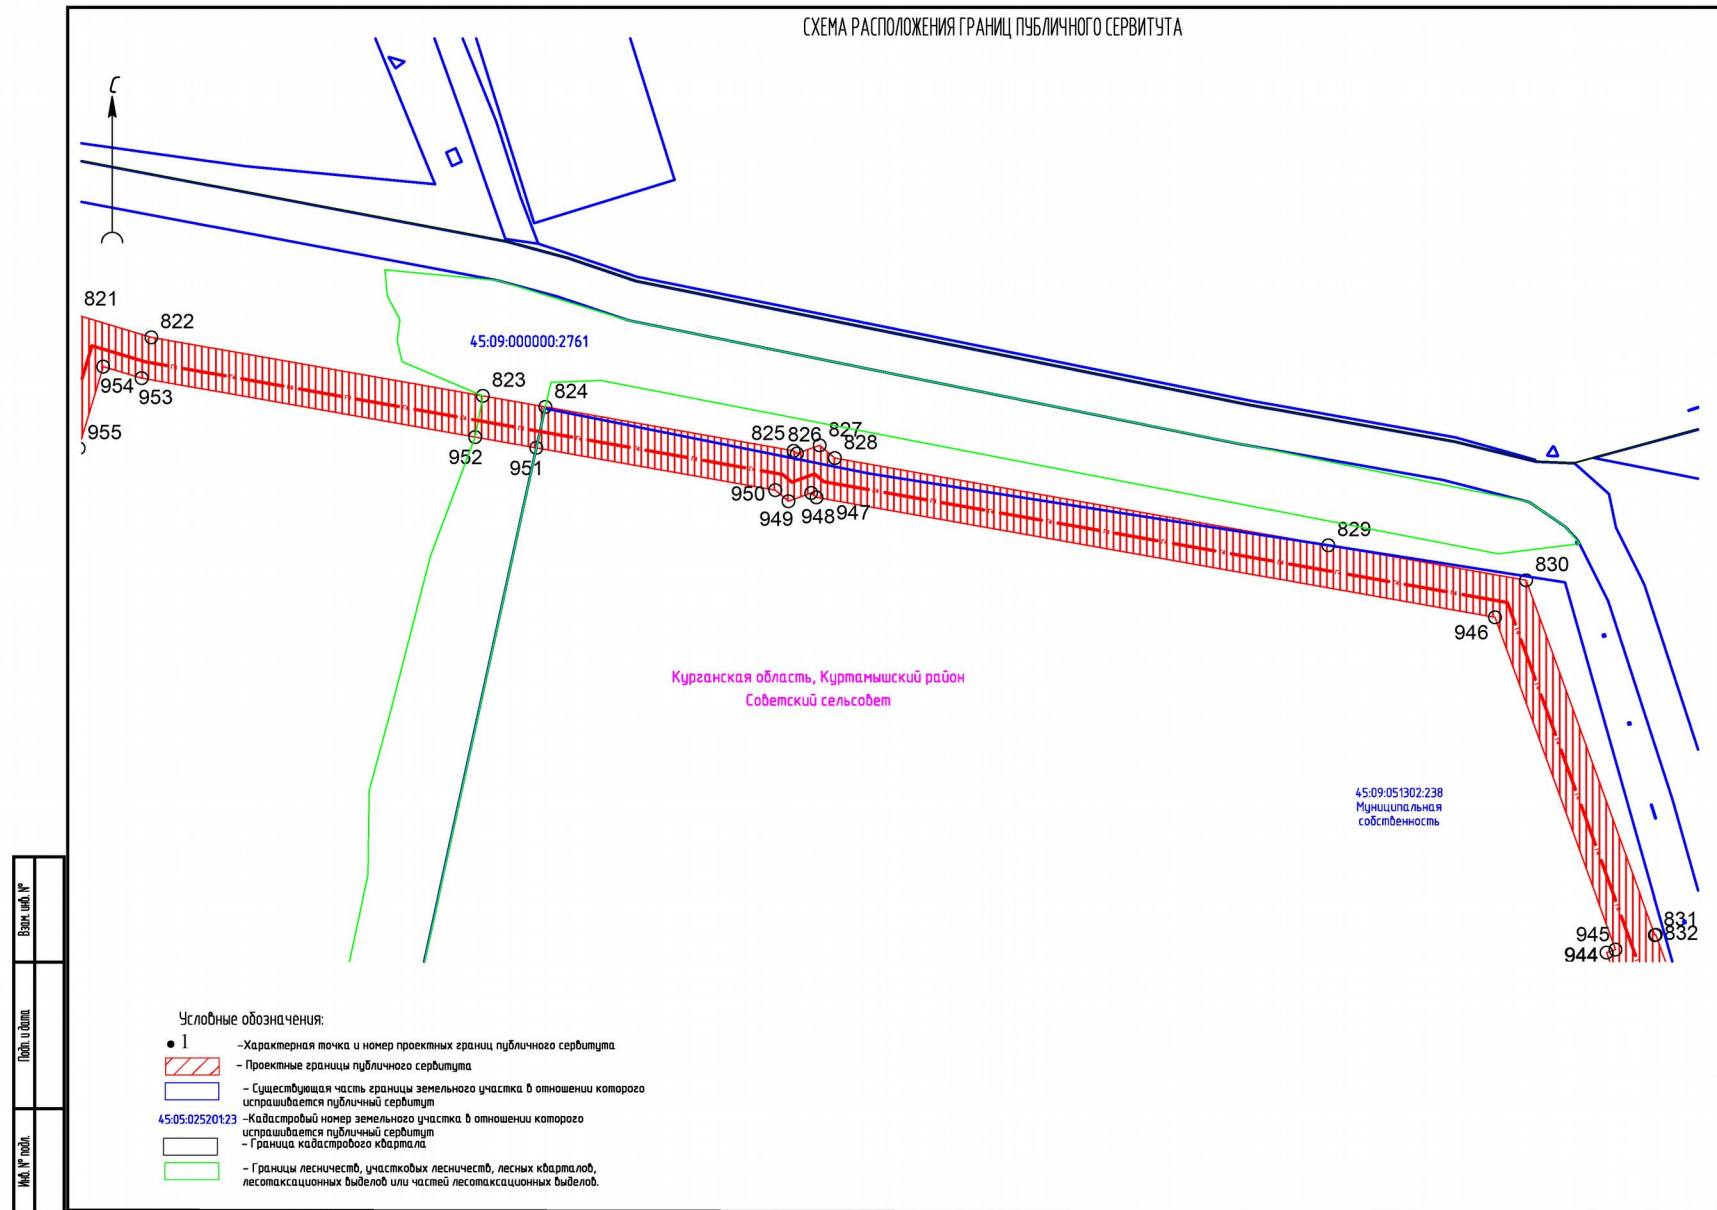 СХЕМА РАСПОЛОЖЕНИЯ ГРАНИЦ ПУБЛИЧНОГО СЕРВИТУТА
С
821
822
954
953
955
45:09:000000:2761
823
824
952
951
825
826
827
828
950
949
948
947
829
830
946
Курганская область, Куртамышский район
Советский сельсовет
45:09:051302:238
Муниципальная
собственность
831
832
945
944
Взам. инв. №
Подп. и дата
Инв. № подл.
Условные обозначения:
1 -Характерная точка и номер проектных границ публичного сервитута
- Проектные границы публичного сервитута
- Существующая часть границы земельного участка в отношении которого
испрашивается публичный сервитут
45:05:025201:23 -Кадастровый номер земельного участка в отношении которого
испрашивается публичный сервитут
- Граница кадастрового квартала
- Границы лесничеств, участковых лесничеств, лесных кварталов,
лесотаксационных выделов или частей лесотаксационных выделов.